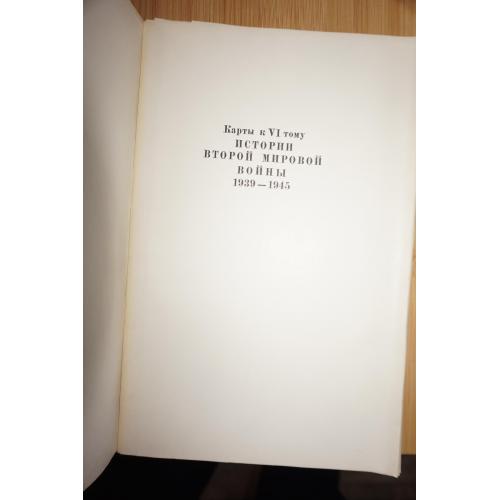 Карты к VI тому
ИСТОРИИ
ВТОРОЙ МИРОВОЙ
ВОЙНЫ
1939—1945